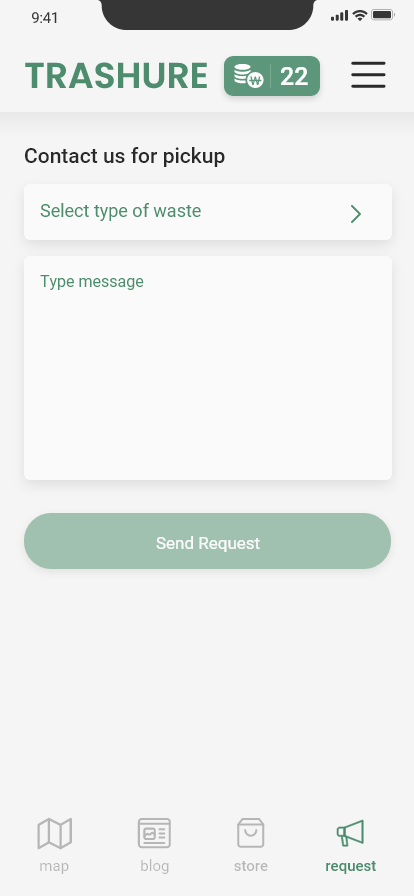 9:41
TRASHURE
22
Contact us for pickup
Select type of waste
Type message
Send Request
map
blog
store
request